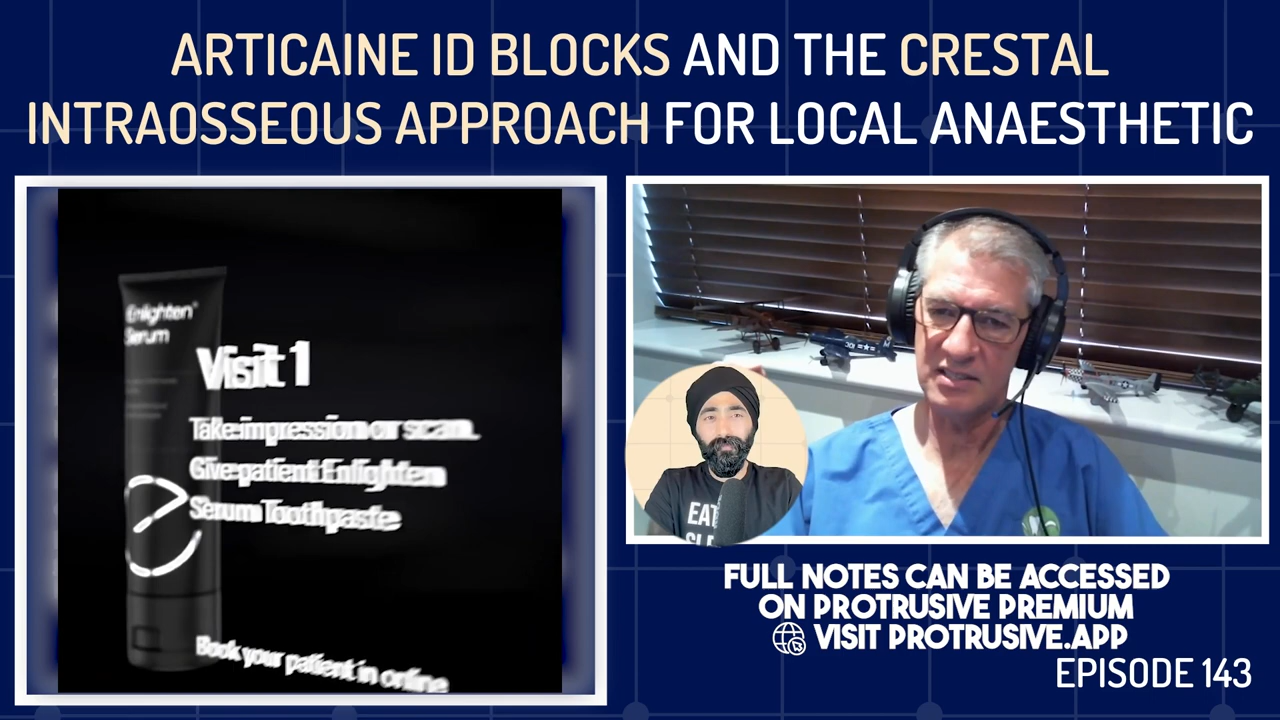 ARTICAINE ID BLOCKS AND THE CRESTAL
INTRAOSSEOUS APPROACH FOR LOCAL ANAESTHETIC
Enlighten®
Serum
Visit 1
Take impression or scan.
Give patient Enlighten
Serum Toothpaste
Book your patient in online
EAT
SL
FULL NOTES CAN BE ACCESSED
ON PROTRUSIVE PREMIUM
VISIT PROTRUSIVE.APP
EPISODE 143